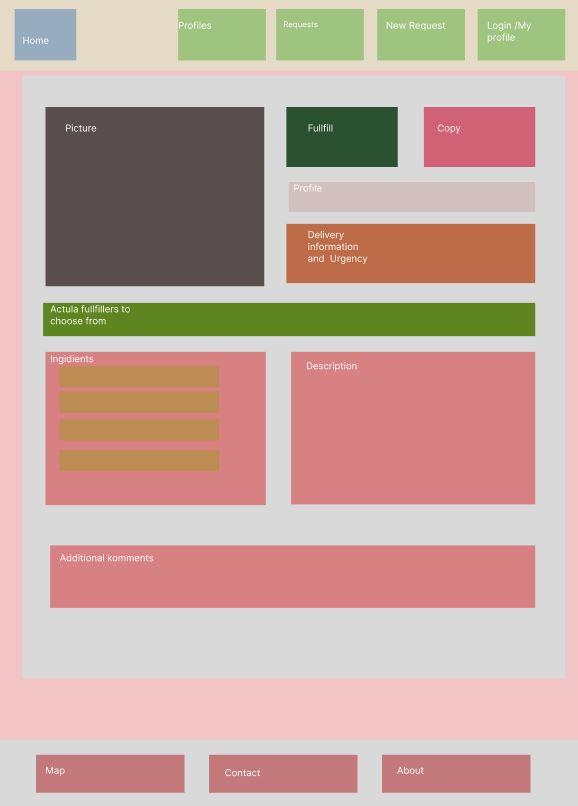 Home
Profiles
Requests
New Request
Login /My
profile
Picture
Fullfill
Copy
Profile
Delivery
information
and  Urgency
Actula fullfillers to
choose from
Ingidients
Description
Additional komments
Map
Contact
About